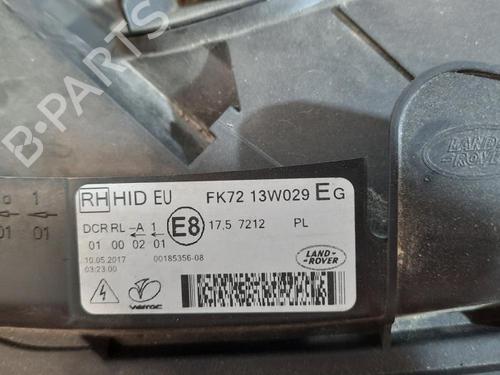 B-PARTS
LAND-
-ROVER
RH HID EU FK72 13W029 EG
DCR RL -A 1 E8 17.5 7212 PL
01 00 02 01
10.05.2017 00185356-08
03:23:00
LAND-
-ROVER
1
01 01